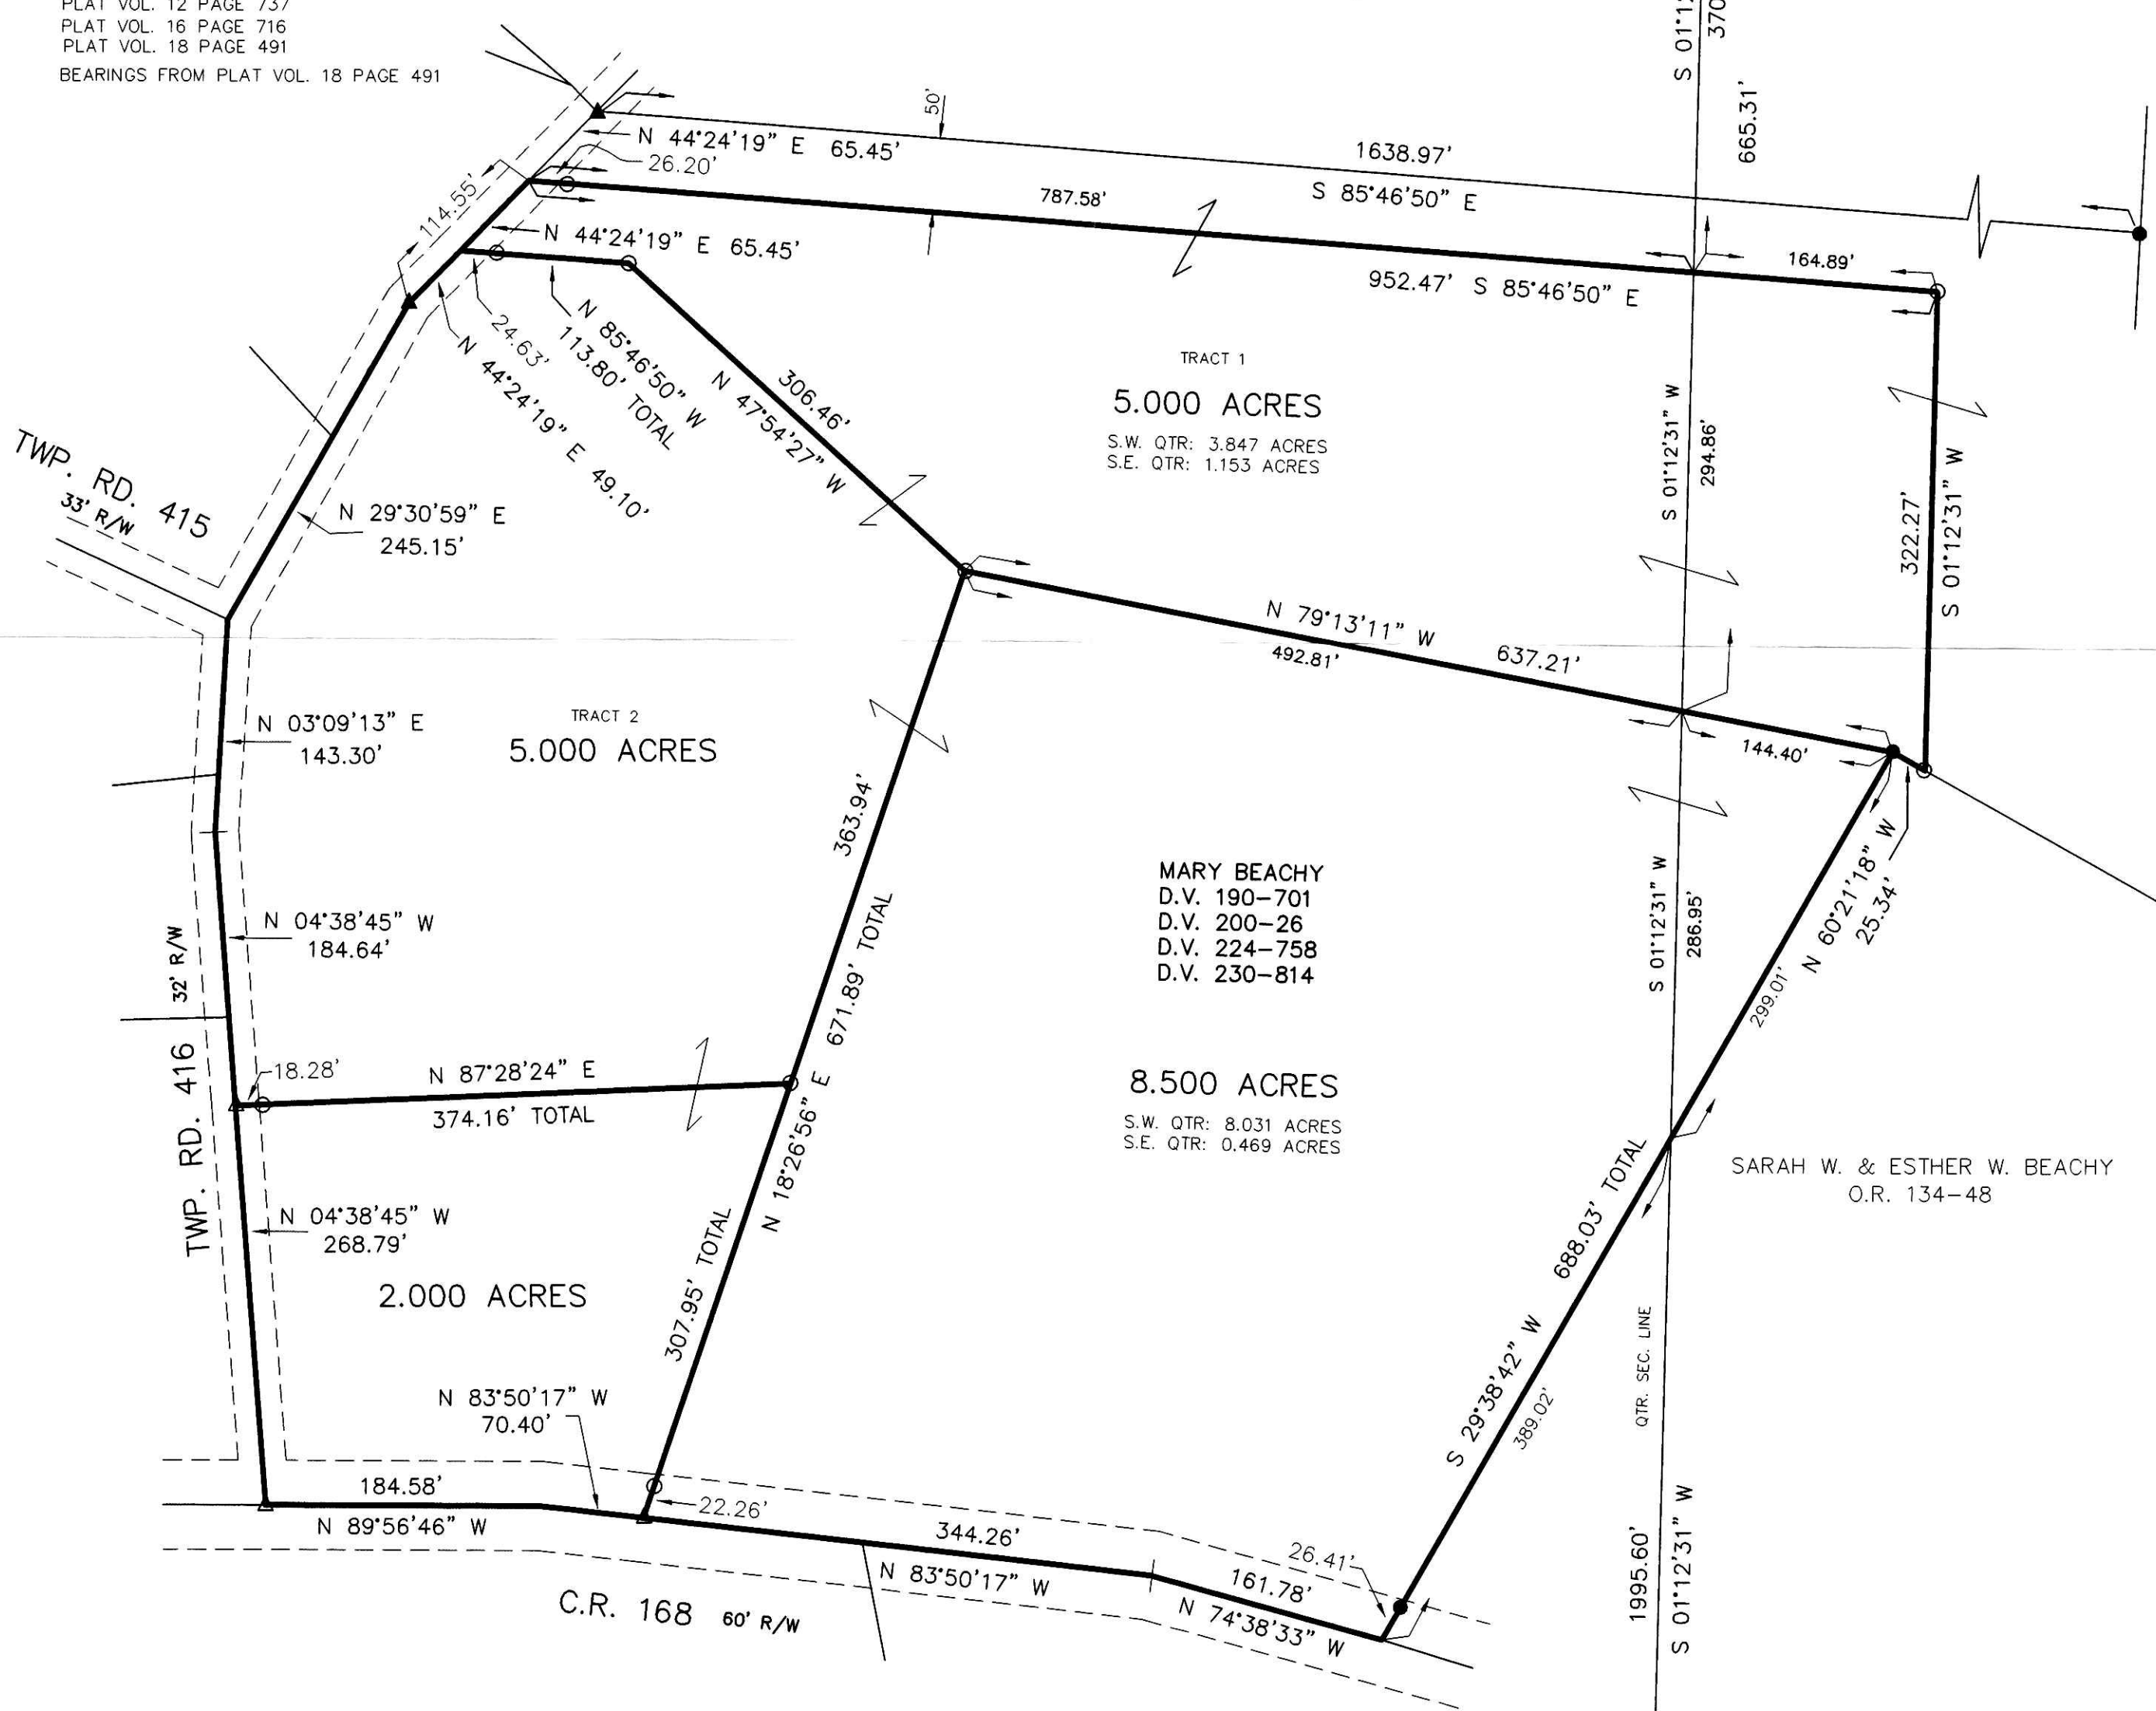 PLAT VOL. 12 PAGE 737
PLAT VOL. 16 PAGE 716
PLAT VOL. 18 PAGE 491
BEARINGS FROM PLAT VOL. 18 PAGE 491
S 01°12'
370
665.31'
50'
N 44°24'19" E 65.45'
26.20'
1638.97'
S 85°46'50" E
114.55'
787.58'
N 44°24'19" E 65.45'
952.47' S 85°46'50" E
164.89'
24.63'
N 85°46'50" W
113.80' TOTAL
N 44°24'19" E 49.10'
306.46'
N 47°54'27" W
TRACT 1
5.000 ACRES
S.W. QTR: 3.847 ACRES
S.E. QTR: 1.153 ACRES
S 01°12'31" W
294.86'
322.27'
S 01°12'31" W
TWP. RD. 415
33' R/W
N 29°30'59" E
245.15'
N 79°13'11" W 637.21'
492.81'
144.40'
N 03°09'13" E
143.30'
TRACT 2
5.000 ACRES
363.94'
N 18°26'56" E 671.89' TOTAL
MARY BEACHY
D.V. 190-701
D.V. 200-26
D.V. 224-758
D.V. 230-814
S 01°12'31" W
286.95'
N 60°21'18" W
25.34'
299.01'
N 04°38'45" W
184.64'
TWP. RD. 416 32' R/W
18.28'
N 87°28'24" E
374.16' TOTAL
8.500 ACRES
S.W. QTR: 8.031 ACRES
S.E. QTR: 0.469 ACRES
SARAH W. & ESTHER W. BEACHY
O.R. 134-48
N 04°38'45" W
268.79'
2.000 ACRES
307.95' TOTAL
S 29°38'42" W 688.03' TOTAL
389.02'
QTR. SEC. LINE
N 83°50'17" W
70.40'
184.58'
N 89°56'46" W
22.26'
344.26'
N 83°50'17" W
26.41'
161.78'
N 74°38'33" W
1995.60'
S 01°12'31" W
C.R. 168 60' R/W